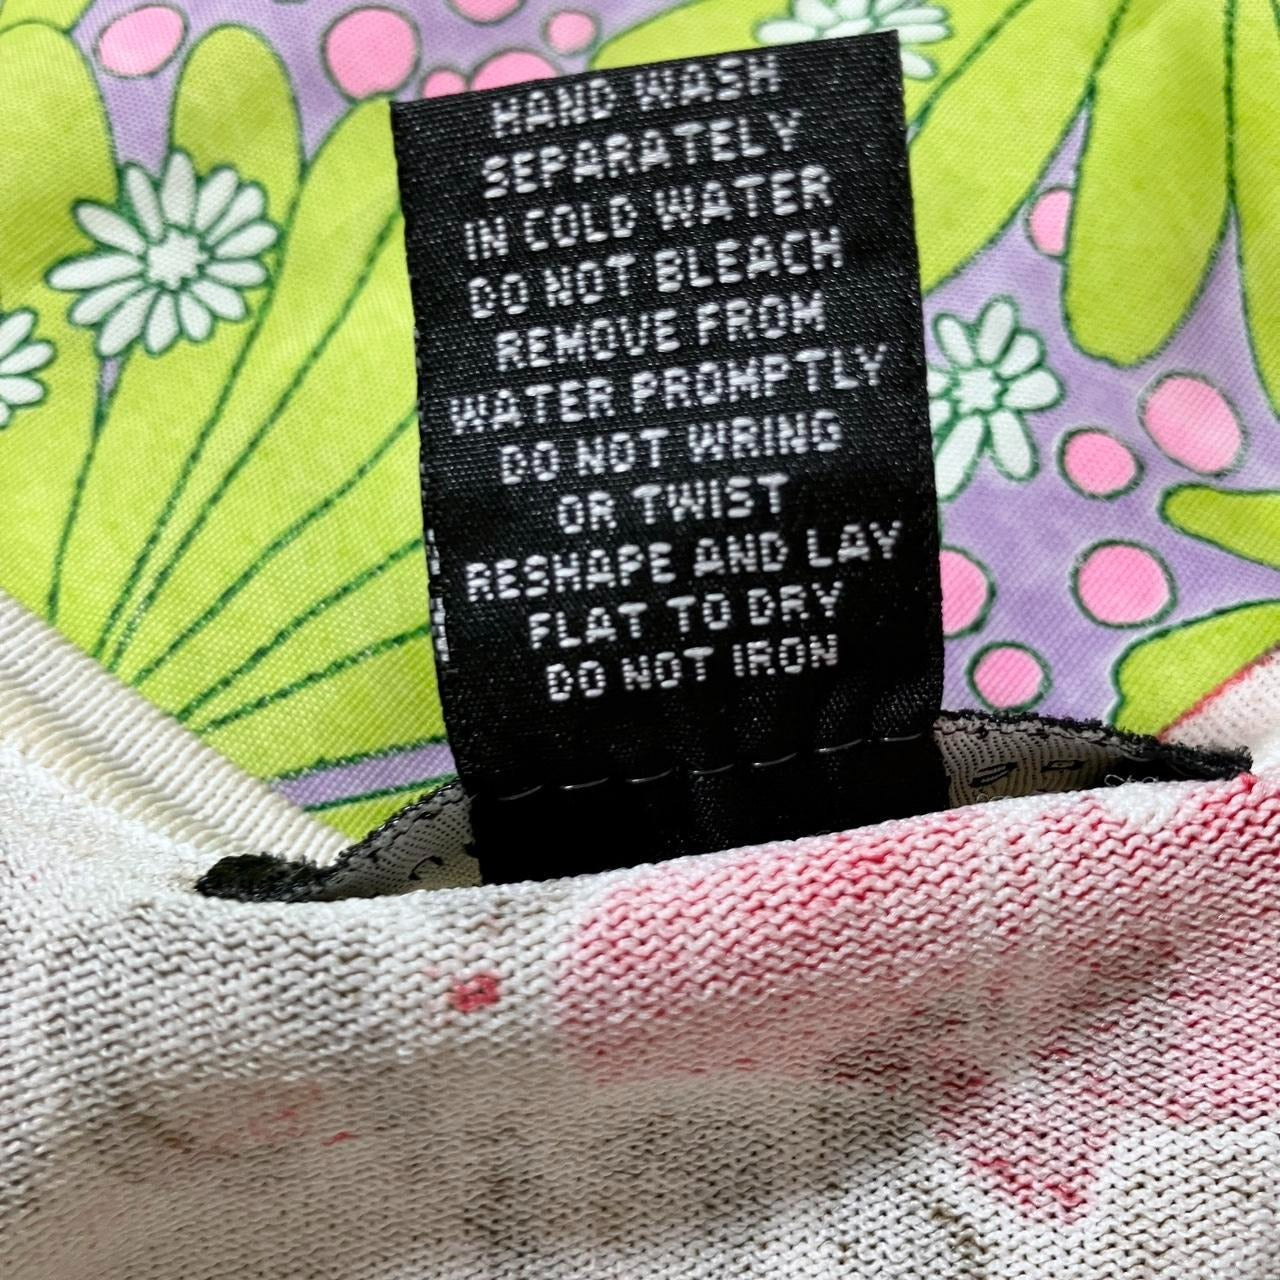 HAND WASH
SEPARATELY
IN COLD WATER
DO NOT BLEACH
REMOVE FROM
WATER PROMPTLY
DO NOT WRING
OR TWIST
RESHAPE AND LAY
FLAT TO DRY
DO NOT IRON